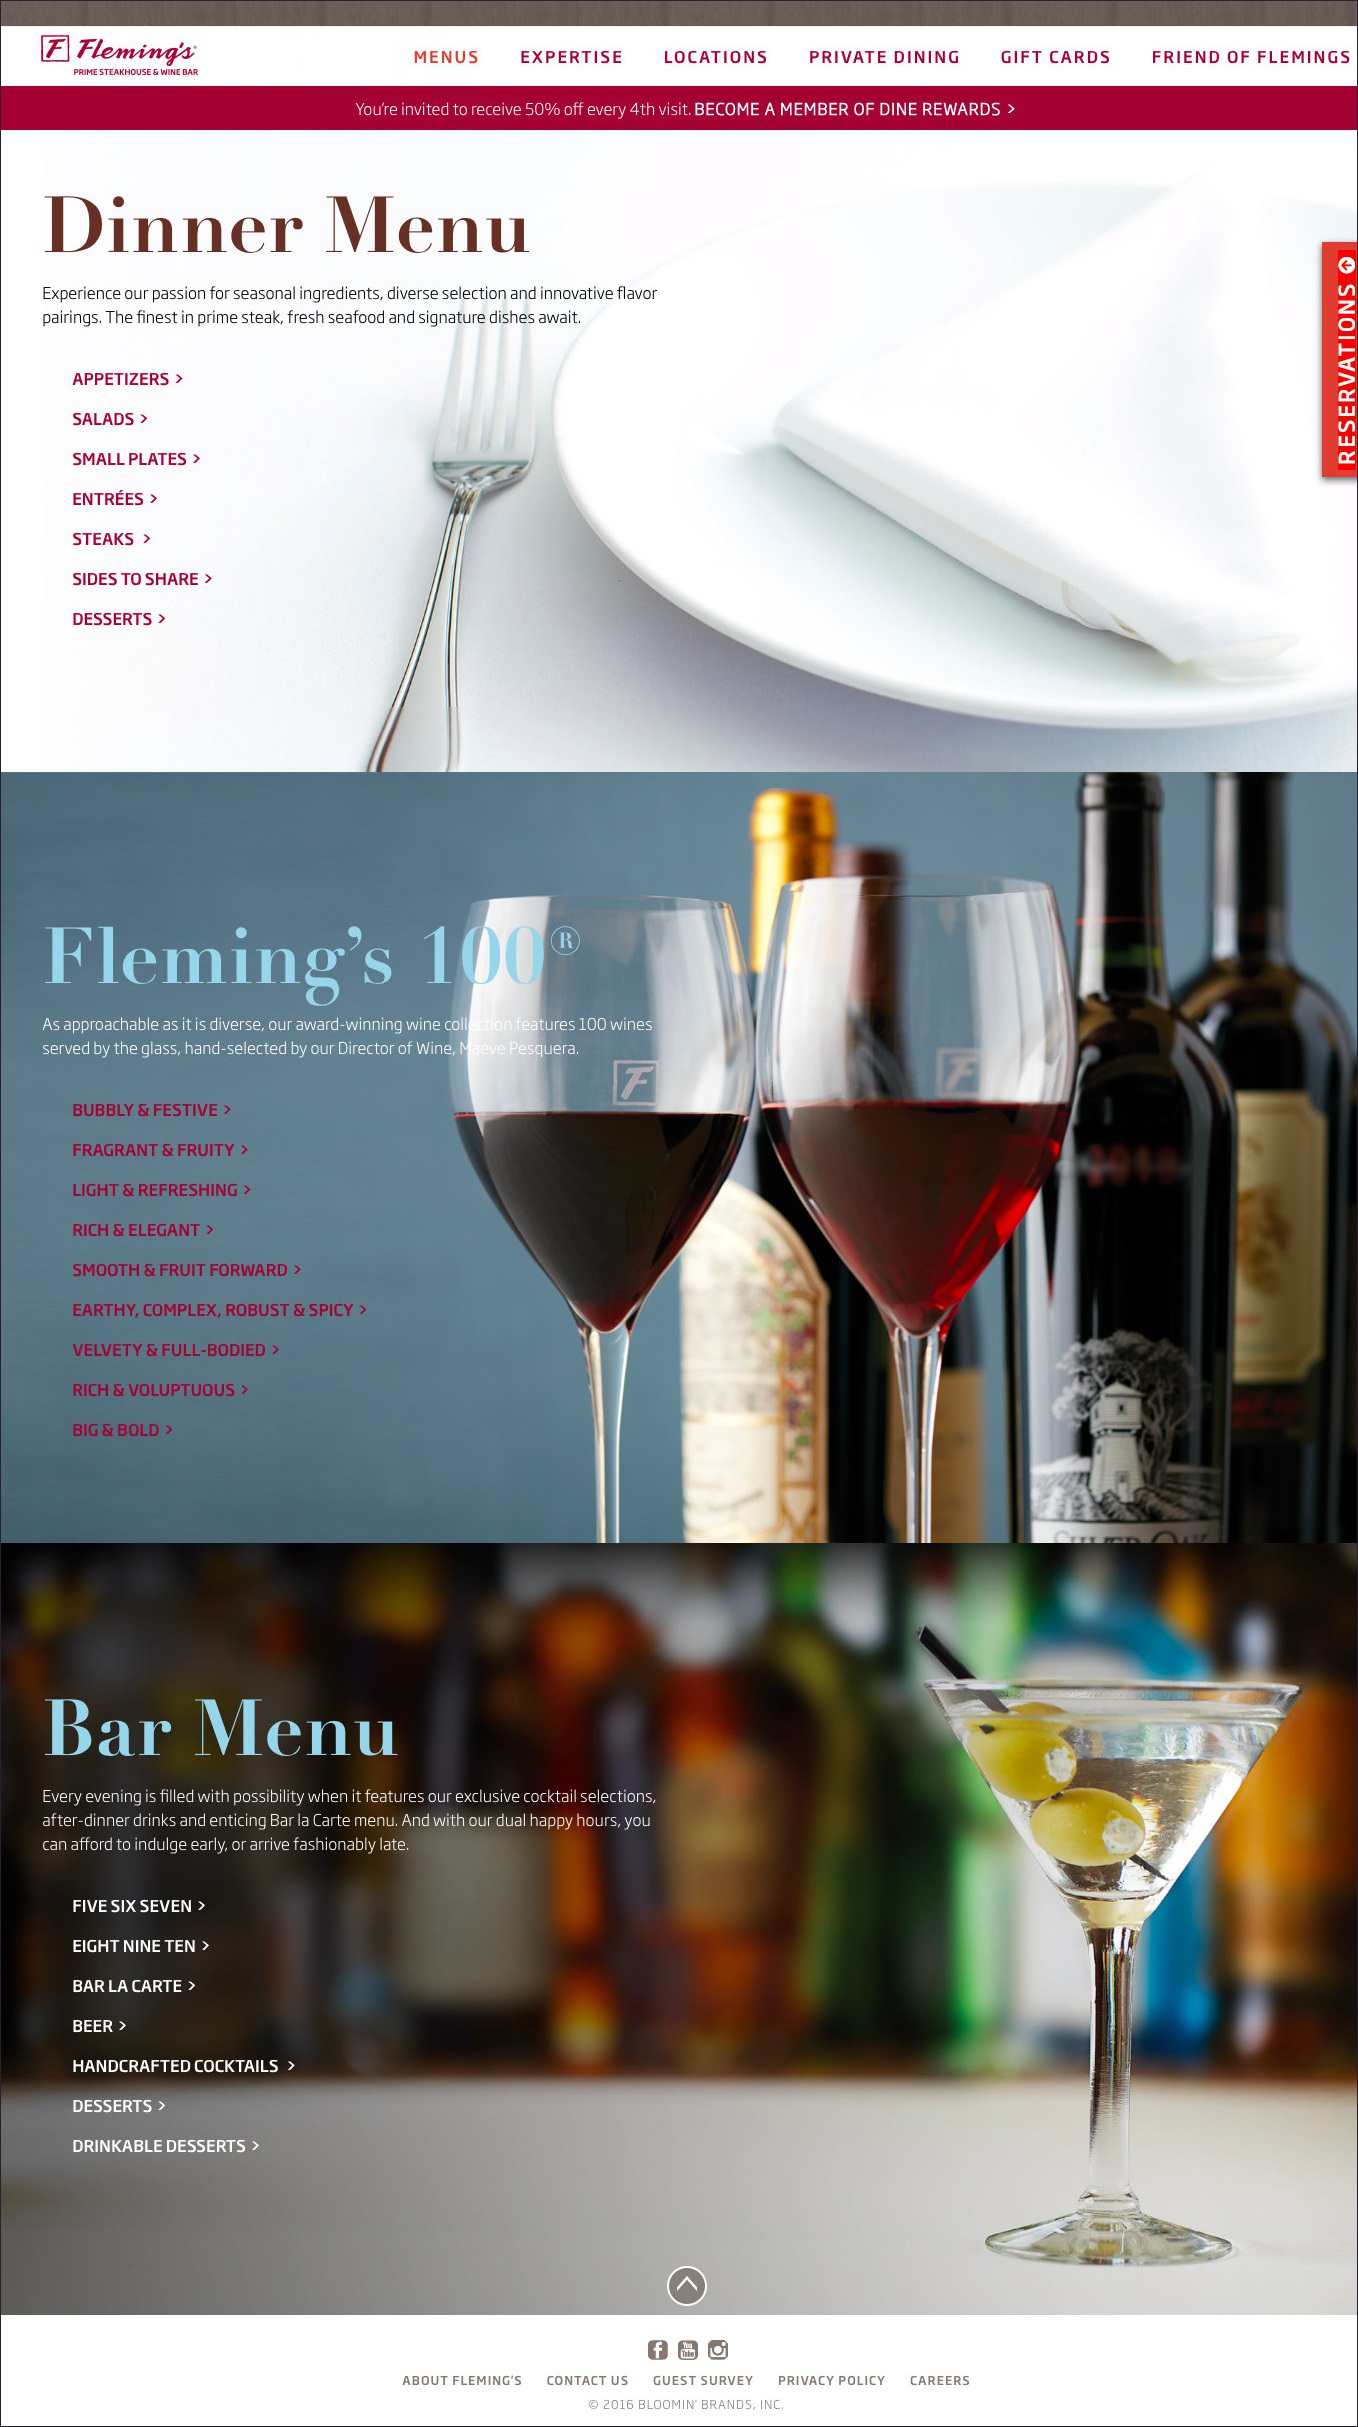 F Fleming's
PRIME STEAKHOUSE & WINE BAR
MENUS EXPERTISE LOCATIONS PRIVATE DINING GIFT CARDS FRIEND OF FLEMINGS
You're invited to receive 50% off every 4th visit. BECOME A MEMBER OF DINE REWARDS >
Dinner Menu
Experience our passion for seasonal ingredients, diverse selection and innovative flavor
pairings. The finest in prime steak, fresh seafood and signature dishes await.
RESERVATIONS
APPETIZERS >
SALADS >
SMALL PLATES >
ENTRÉES >
STEAKS >
SIDES TO SHARE >
DESSERTS >
Fleming's 100®
As approachable as it is diverse, our award-winning wine collection features 100 wines
served by the glass, hand-selected by our Director of Wine, Maeve Pesquera.
F
F
BUBBLY & FESTIVE >
FRAGRANT & FRUITY >
LIGHT & REFRESHING >
RICH & ELEGANT >
SMOOTH & FRUIT FORWARD >
EARTHY, COMPLEX, ROBUST & SPICY >
VELVETY & FULL-BODIED >
RICH & VOLUPTUOUS >
BIG & BOLD >
2010
SILVER OAK
Bar Menu
Every evening is filled with possibility when it features our exclusive cocktail selections,
after-dinner drinks and enticing Bar la Carte menu. And with our dual happy hours, you
can afford to indulge early, or arrive fashionably late.
FIVE SIX SEVEN >
EIGHT NINE TEN >
BAR LA CARTE >
BEER >
HANDCRAFTED COCKTAILS >
DESSERTS >
DRINKABLE DESSERTS >
You Tube
ABOUT FLEMING'S CONTACT US GUEST SURVEY PRIVACY POLICY CAREERS
© 2016 BLOOMIN' BRANDS, INC.